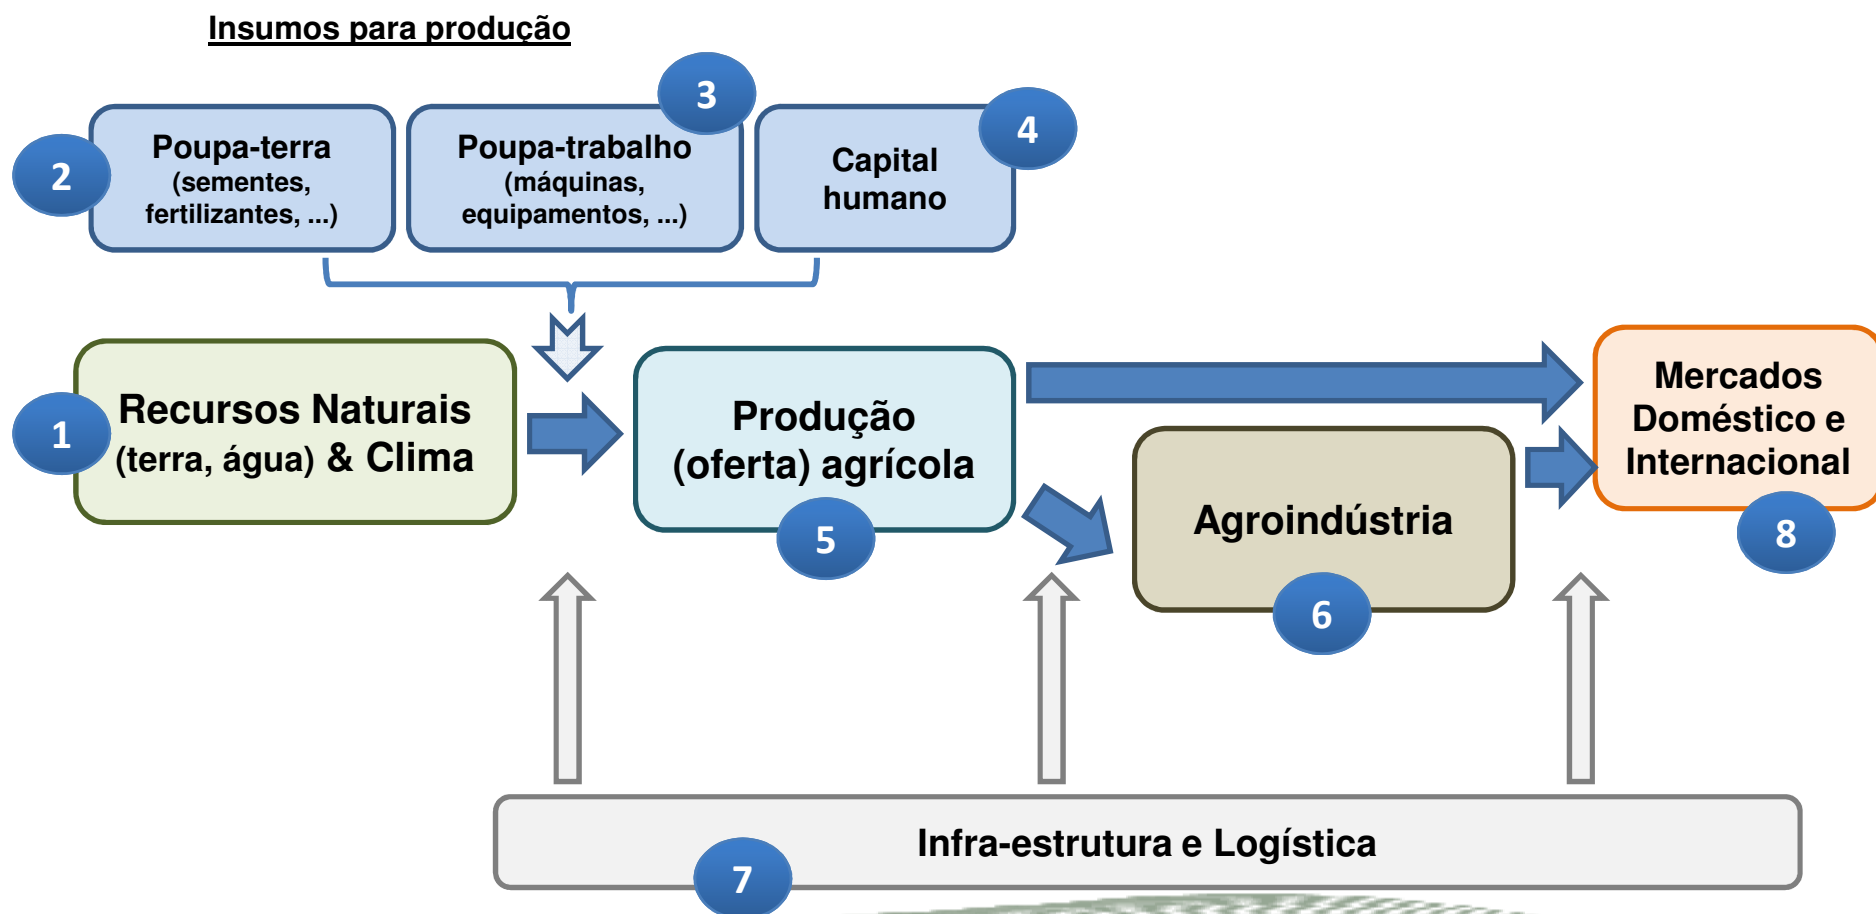 Insumos para produção
3
4
2
Poupa-terra
(sementes,
fertilizantes, ...)
Poupa-trabalho
(máquinas,
equipamentos, ...)
Capital
humano
1
Recursos Naturais
(terra, água) & Clima
Produção
(oferta) agrícola
5
Agroindústria
6
Mercados
Doméstico e
Internacional
8
Infra-estrutura e Logística
7